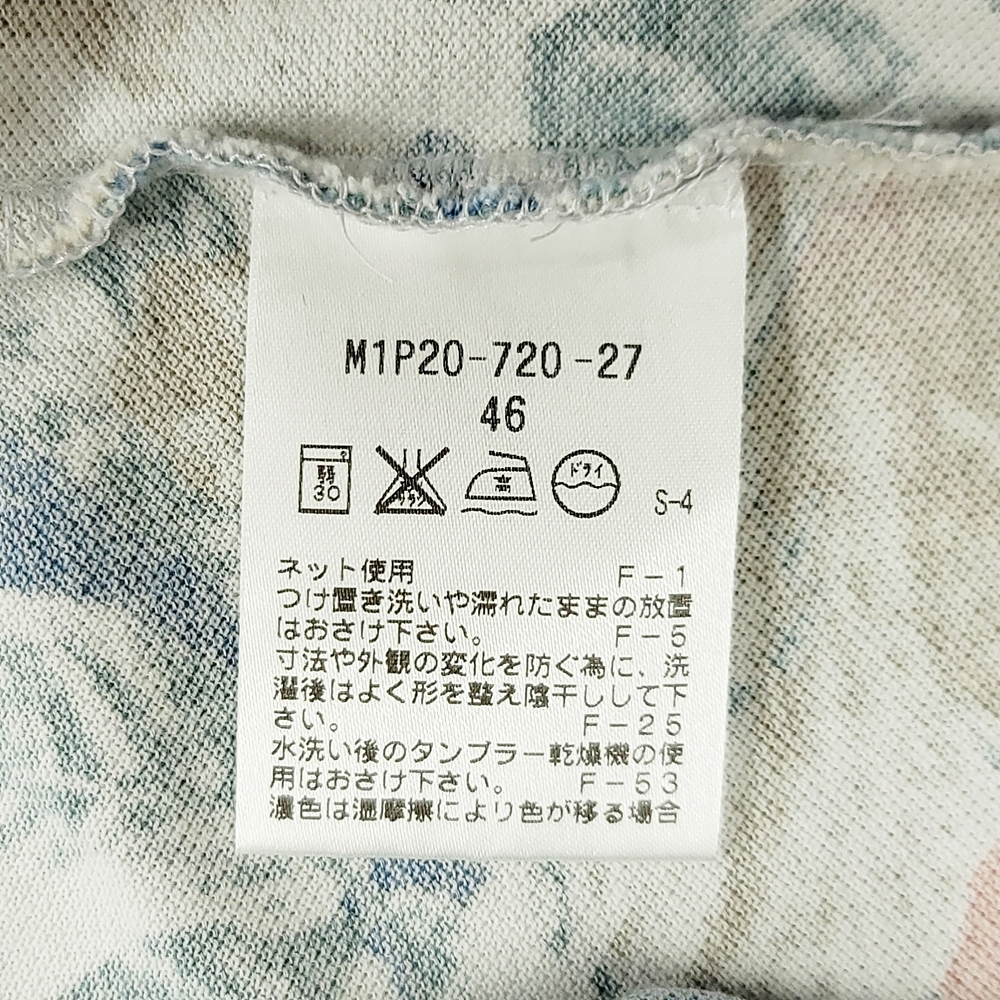 M1P20-720-27
46
弱 30 ドライ S-4
ネット使用 F-1
つけ置き洗いや濡れたままの放置
はおさけ下さい。 F-5
寸法や外観の変化を防ぐ為に、洗
濯後はよく形を整え陰干しして下
さい。 F-25
水洗い後のタンブラー乾燥機の使
用はおさけ下さい。 F-53
濃色は湿摩擦により色が移る場合